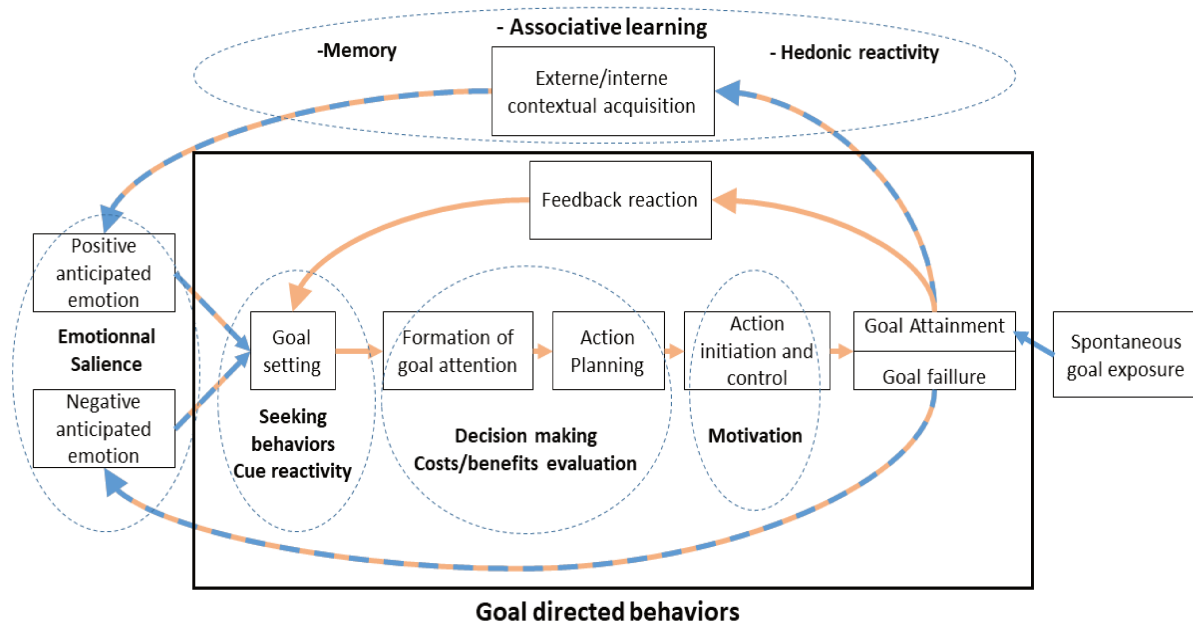 - Associative learning
-Memory
- Hedonic reactivity
Externe/interne
contextual acquisition
Feedback reaction
Positive
anticipated
emotion
Emotionnal
Salience
Negative
anticipated
emotion
Goal
setting
Seeking
behaviors
Cue reactivity
Formation of
goal attention
Action
Planning
Decision making
Costs/benefits evaluation
Action
initiation and
control
Motivation
Goal Attainment
Goal faillure
Spontaneous
goal exposure
Goal directed behaviors